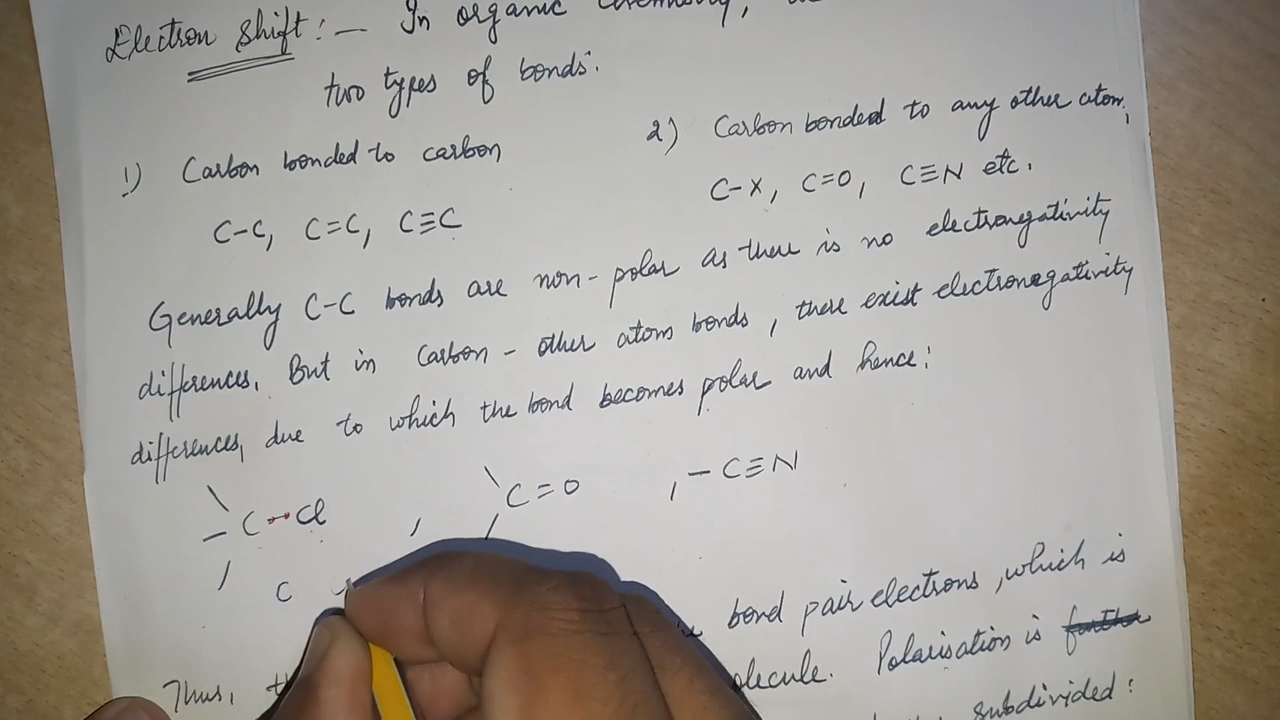 Electron shift:— In organic chemistry,
two types of bonds:
1) Carbon bonded to carbon
C-C, C=C, C≡C
2) Carbon bonded to any other atom,
C-X, C=O, C≡N etc.
Generally C-C bonds are non-polar as there is no electronegativity
differences. But in Carbon - other atom bonds, there exist electronegativity
differences, due to which the bond becomes polar and hence:
C Cl , C=O , -C≡N
C
bond pair electrons, which is
Thus, molecule. Polarisation is
subdivided: